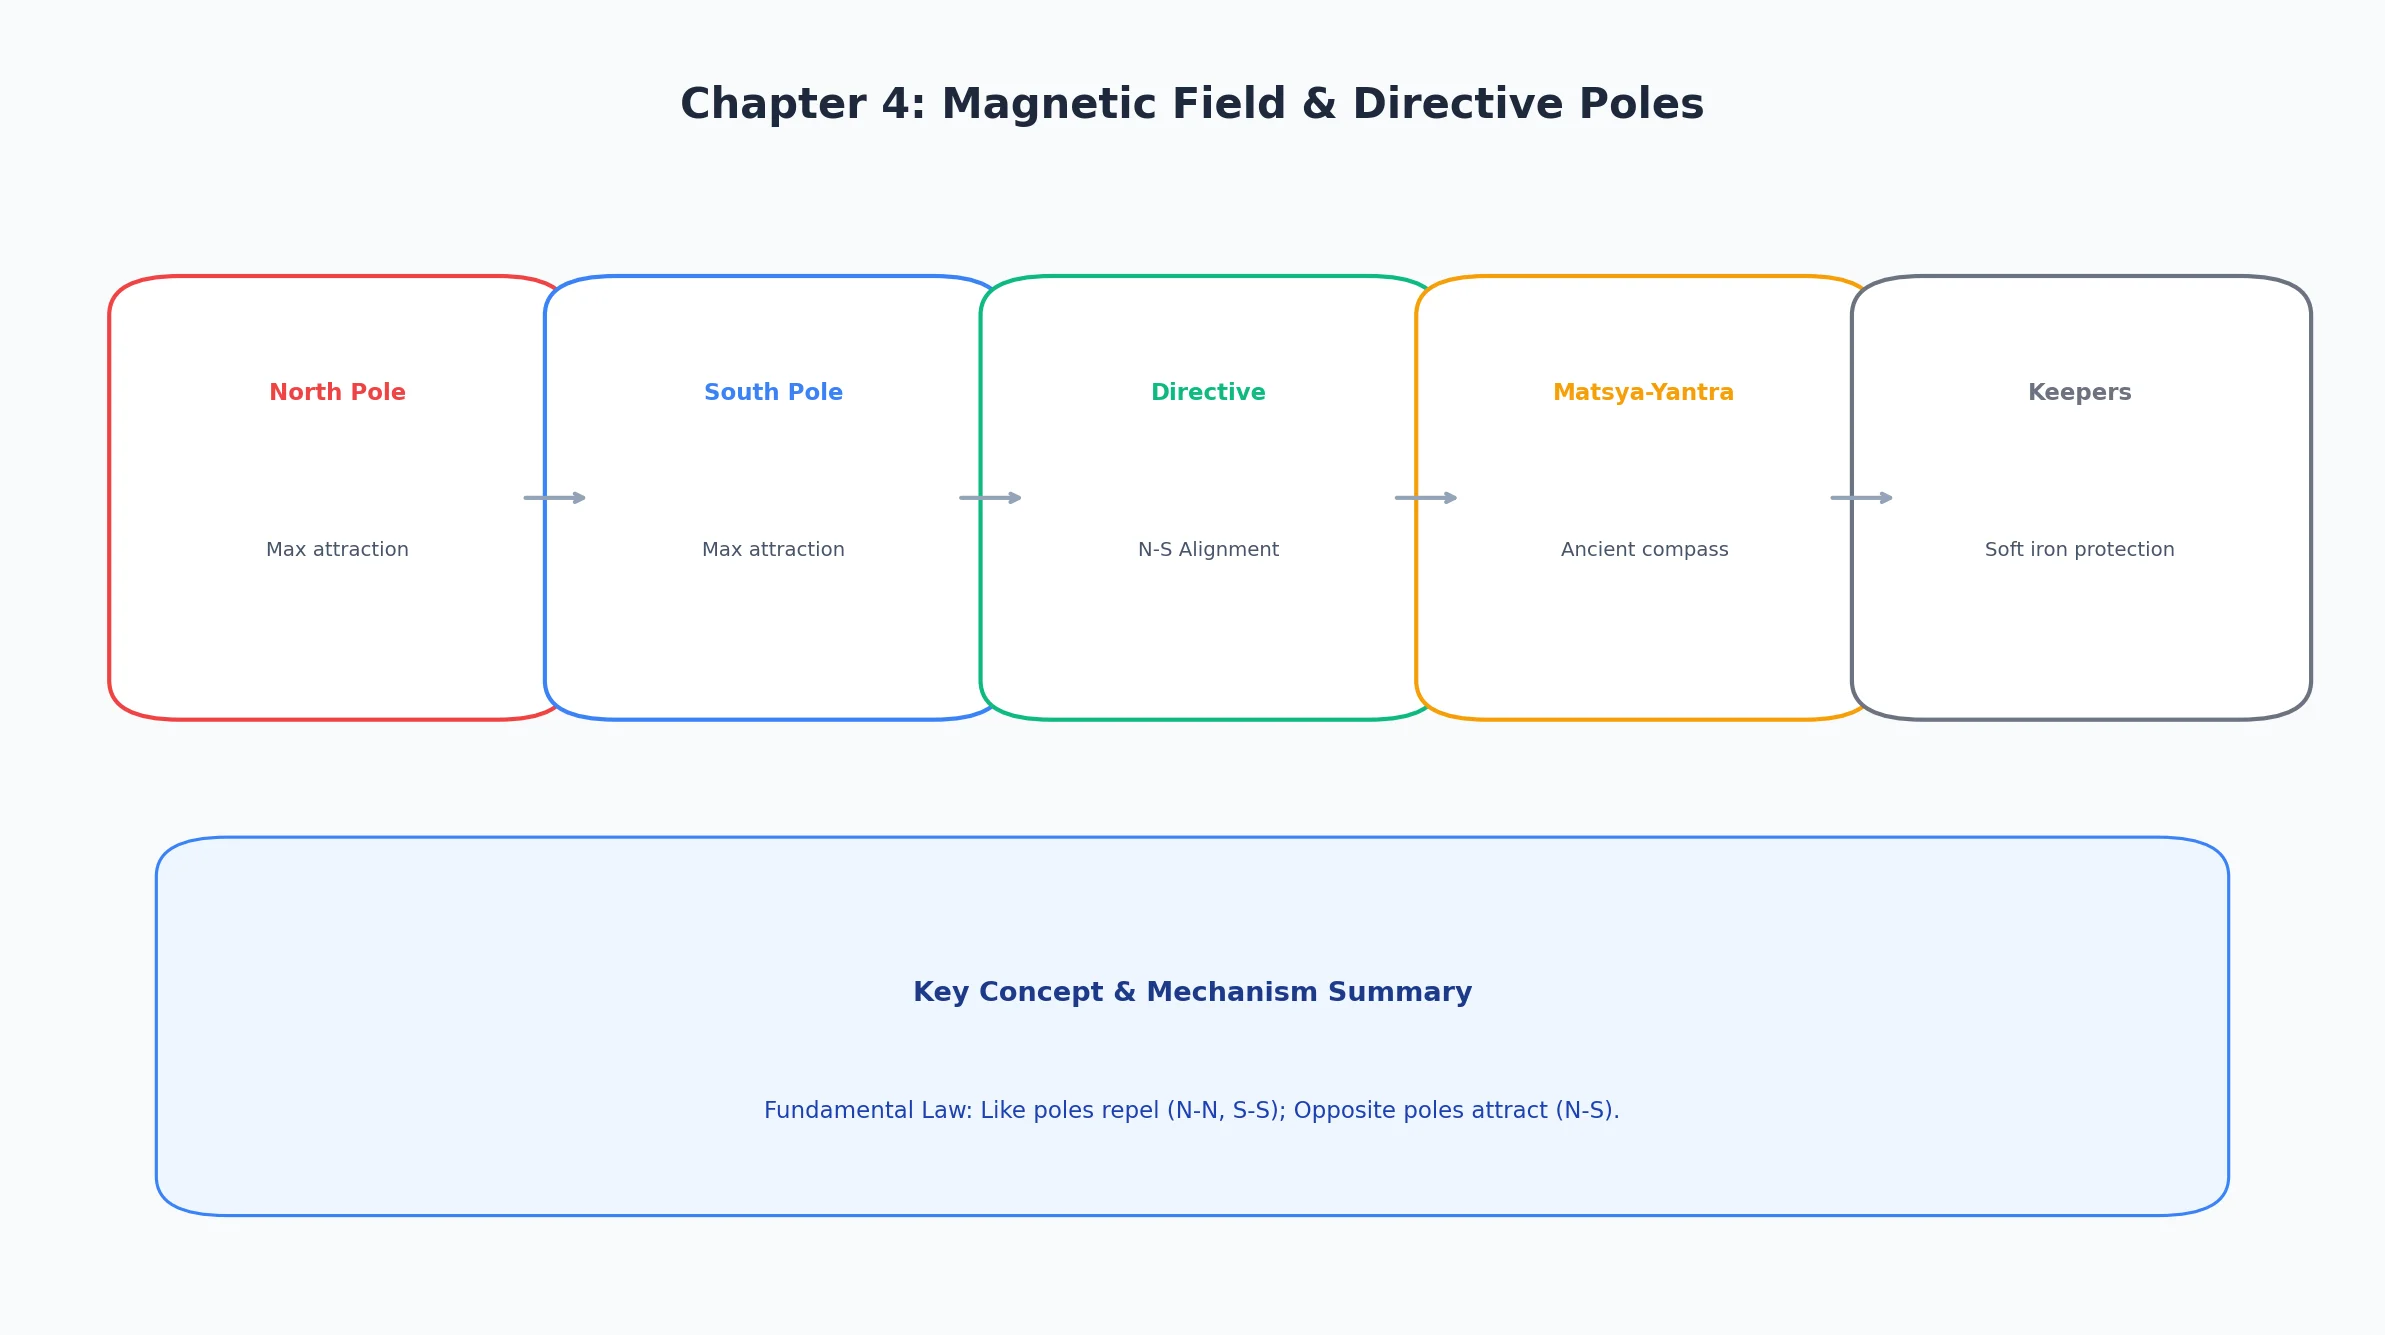 Chapter 4: Magnetic Field & Directive Poles
North Pole
South Pole
Directive
Matsya-Yantra
Keepers
Max attraction
Max attraction
N-S Alignment
Ancient compass
Soft iron protection
Key Concept & Mechanism Summary
Fundamental Law: Like poles repel (N-N, S-S); Opposite poles attract (N-S).